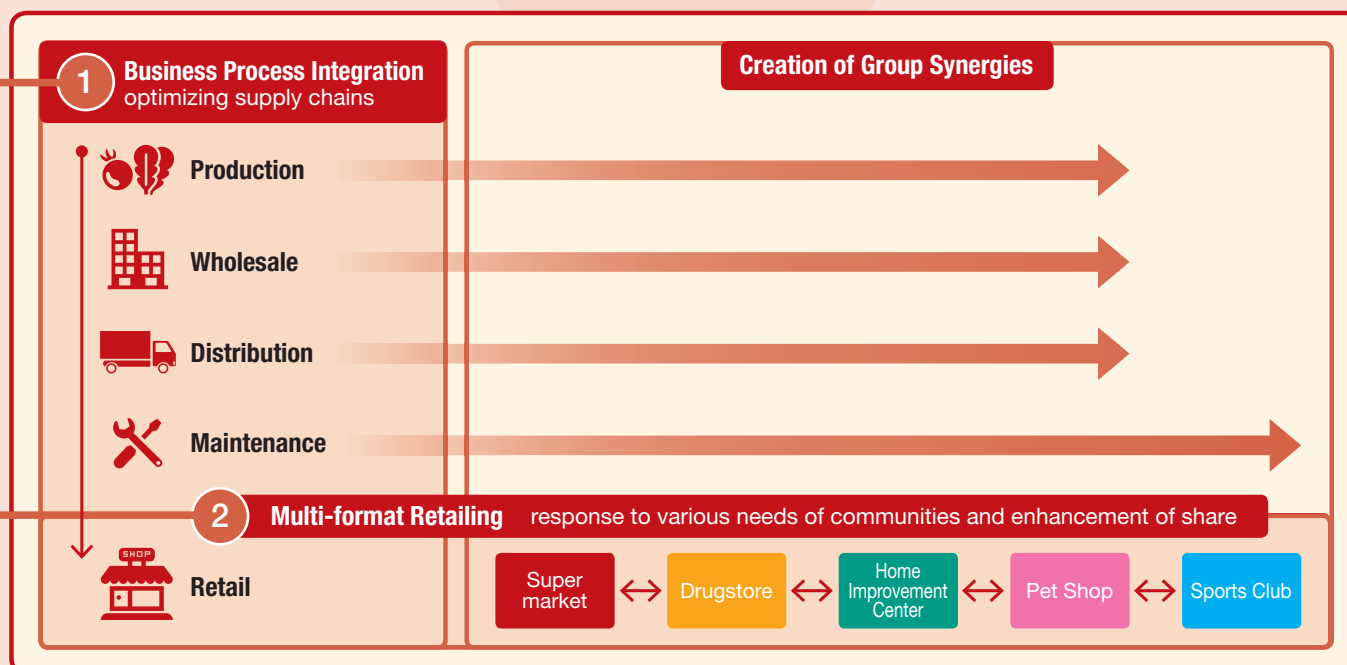 1
Business Process Integration
optimizing supply chains
Creation of Group Synergies
Production
Wholesale
Distribution
Maintenance
2
Multi-format Retailing response to various needs of communities and enhancement of share
SHOP
Retail
Super
market
Drugstore
Home
Improvement
Center
Pet Shop
Sports Club